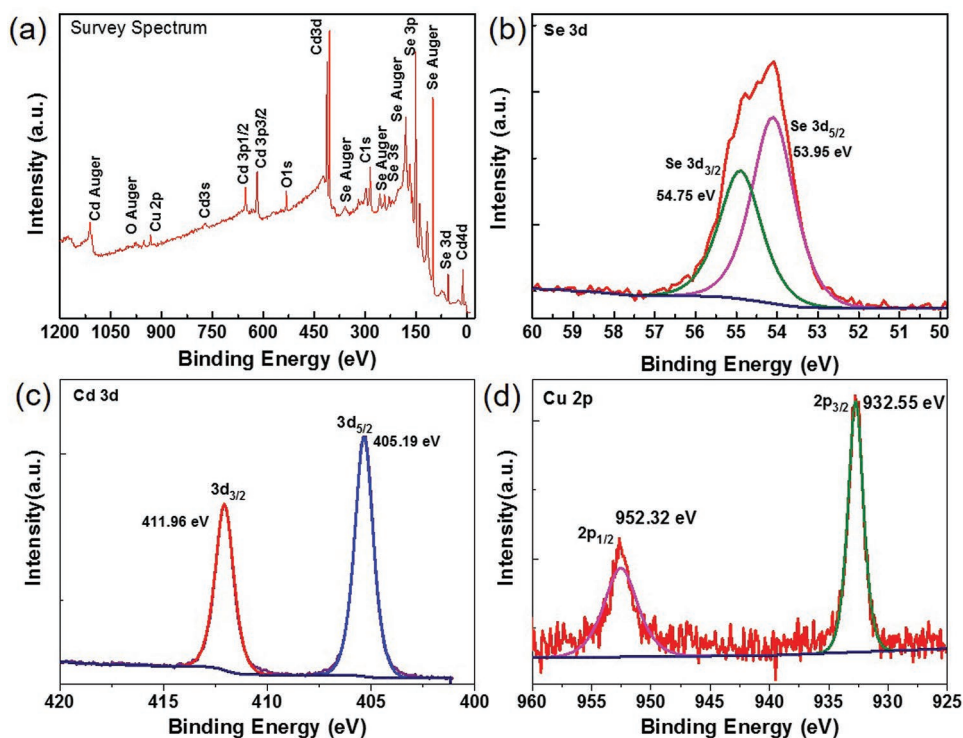 (a)
Survey Spectrum
Cd Auger
O Auger
Cu 2p
Cd3s
Cd 3p1/2
Cd 3p3/2
O1s
Cd3d
Se Auger
C1s
Se Auger
Se 3s
Se Auger
Se 3p
Se Auger
Se 3d
Cd4d
Intensity (a.u.)
1200 1050 900 750 600 450 300 150 0
Binding Energy (eV)
(b)
Se 3d
Se 3d5/2
53.95 eV
Se 3d3/2
54.75 eV
Intensity (a.u.)
60 59 58 57 56 55 54 53 52 51 50
Binding Energy (eV)
(c)
Cd 3d
3d5/2
405.19 eV
3d3/2
411.96 eV
Intensity(a.u.)
420 415 410 405 400
Binding Energy (eV)
(d)
Cu 2p
2p3/2 932.55 eV
952.32 eV
2p1/2
Intensity(a.u.)
960 955 950 945 940 935 930 925
Binding Energy (eV)